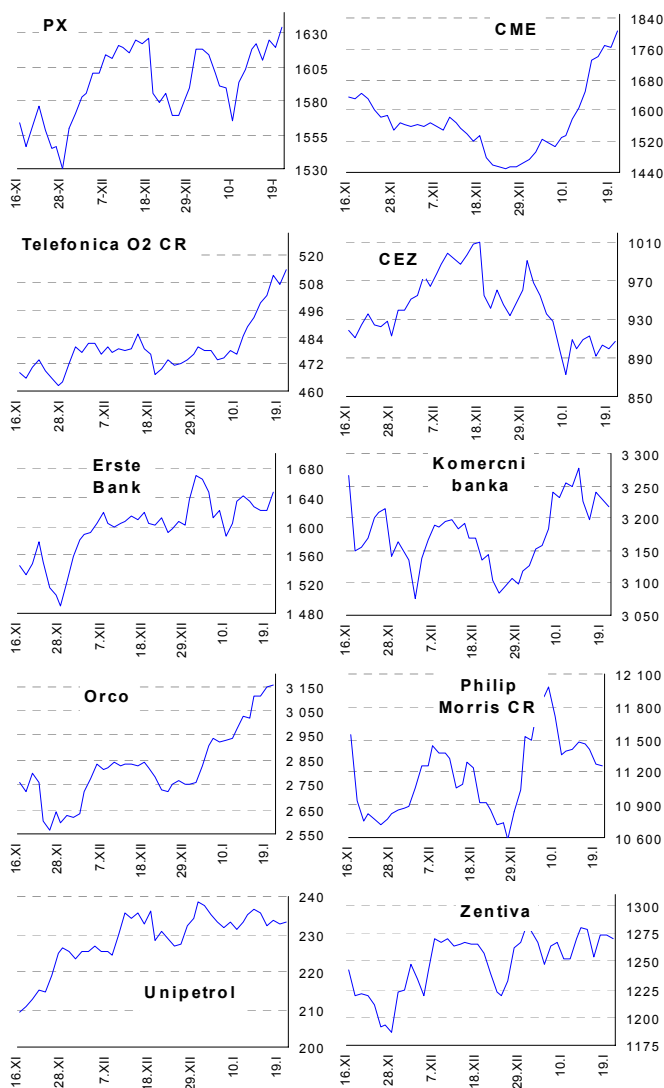 PX
1630
1605
1580
1555
1530
16-XI
28-XI
7-XII
18-XII
29-XII
10-I
19-I
CME
1840
1760
1680
1600
1520
1440
16.XI
28.XI
7.XII
18.XII
29.XII
10.I
19.I
Telefonica O2 CR
520
508
496
484
472
460
16.XI
28.XI
7.XII
18.XII
29.XII
10.I
19.I
CEZ
1010
970
930
890
850
16.XI
28.XI
7.XII
18.XII
29.XII
10.I
19.I
Erste
Bank
1 680
1 640
1 600
1 560
1 520
1 480
16.XI
28.XI
7.XII
18.XII
29.XII
10.I
19.I
Komercni
banka
3 300
3 250
3 200
3 150
3 100
3 050
16.XI
28.XI
7.XII
18.XII
29.XII
10.I
19.I
Orco
3 150
3 050
2 950
2 850
2 750
2 650
2 550
16.XI
28.XI
7.XII
18.XII
29.XII
10.I
19.I
Philip
Morris CR
12 100
11 800
11 500
11 200
10 900
10 600
16.XI
28.XI
7.XII
18.XII
29.XII
10.I
19.I
Unipetrol
240
230
220
210
200
16.XI
28.XI
7.XII
18.XII
29.XII
10.I
19.I
Zentiva
1300
1275
1250
1225
1200
1175
16.XI
28.XI
7.XII
18.XII
29.XII
10.I
19.I